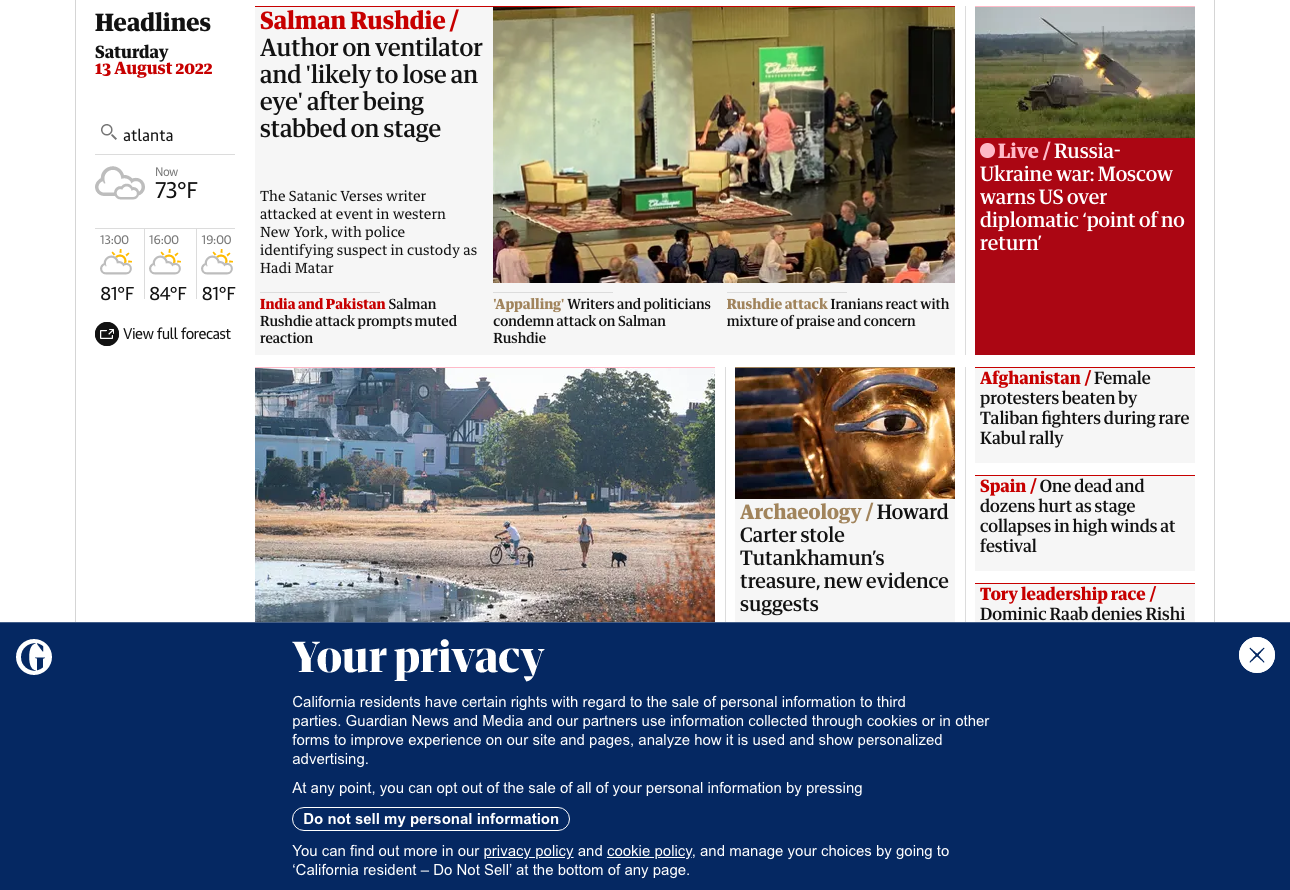 Headlines
Saturday
13 August 2022
atlanta
Now
73°F
13:00
81°F
16:00
84°F
19:00
81°F
View full forecast
Salman Rushdie /
Author on ventilator
and 'likely to lose an
eye' after being
stabbed on stage
The Satanic Verses writer
attacked at event in western
New York, with police
identifying suspect in custody as
Hadi Matar
India and Pakistan Salman
Rushdie attack prompts muted
reaction
'Appalling' Writers and politicians
condemn attack on Salman
Rushdie
Rushdie attack Iranians react with
mixture of praise and concern
Live / Russia-
Ukraine war: Moscow
warns US over
diplomatic ‘point of no
return’
Archaeology / Howard
Carter stole
Tutankhamun’s
treasure, new evidence
suggests
Afghanistan / Female
protesters beaten by
Taliban fighters during rare
Kabul rally
Spain / One dead and
dozens hurt as stage
collapses in high winds at
festival
Tory leadership race /
Dominic Raab denies Rishi
Your privacy
California residents have certain rights with regard to the sale of personal information to third
parties. Guardian News and Media and our partners use information collected through cookies or in other
forms to improve experience on our site and pages, analyze how it is used and show personalized
advertising.
At any point, you can opt out of the sale of all of your personal information by pressing
Do not sell my personal information
You can find out more in our privacy policy and cookie policy, and manage your choices by going to
‘California resident – Do Not Sell’ at the bottom of any page.